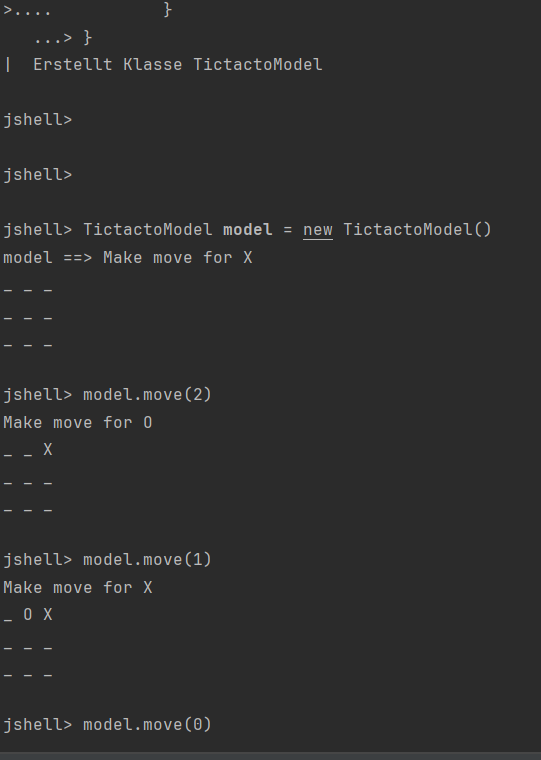 >....           }
   ...> }
|  Erstellt Klasse TictactoModel
jshell>
jshell>
jshell> TictactoModel model = new TictactoModel()
model ==> Make move for X
_ _ _
_ _ _
_ _ _
jshell> model.move(2)
Make move for O
_ _ X
_ _ _
_ _ _
jshell> model.move(1)
Make move for X
_ O X
_ _ _
_ _ _
jshell> model.move(0)